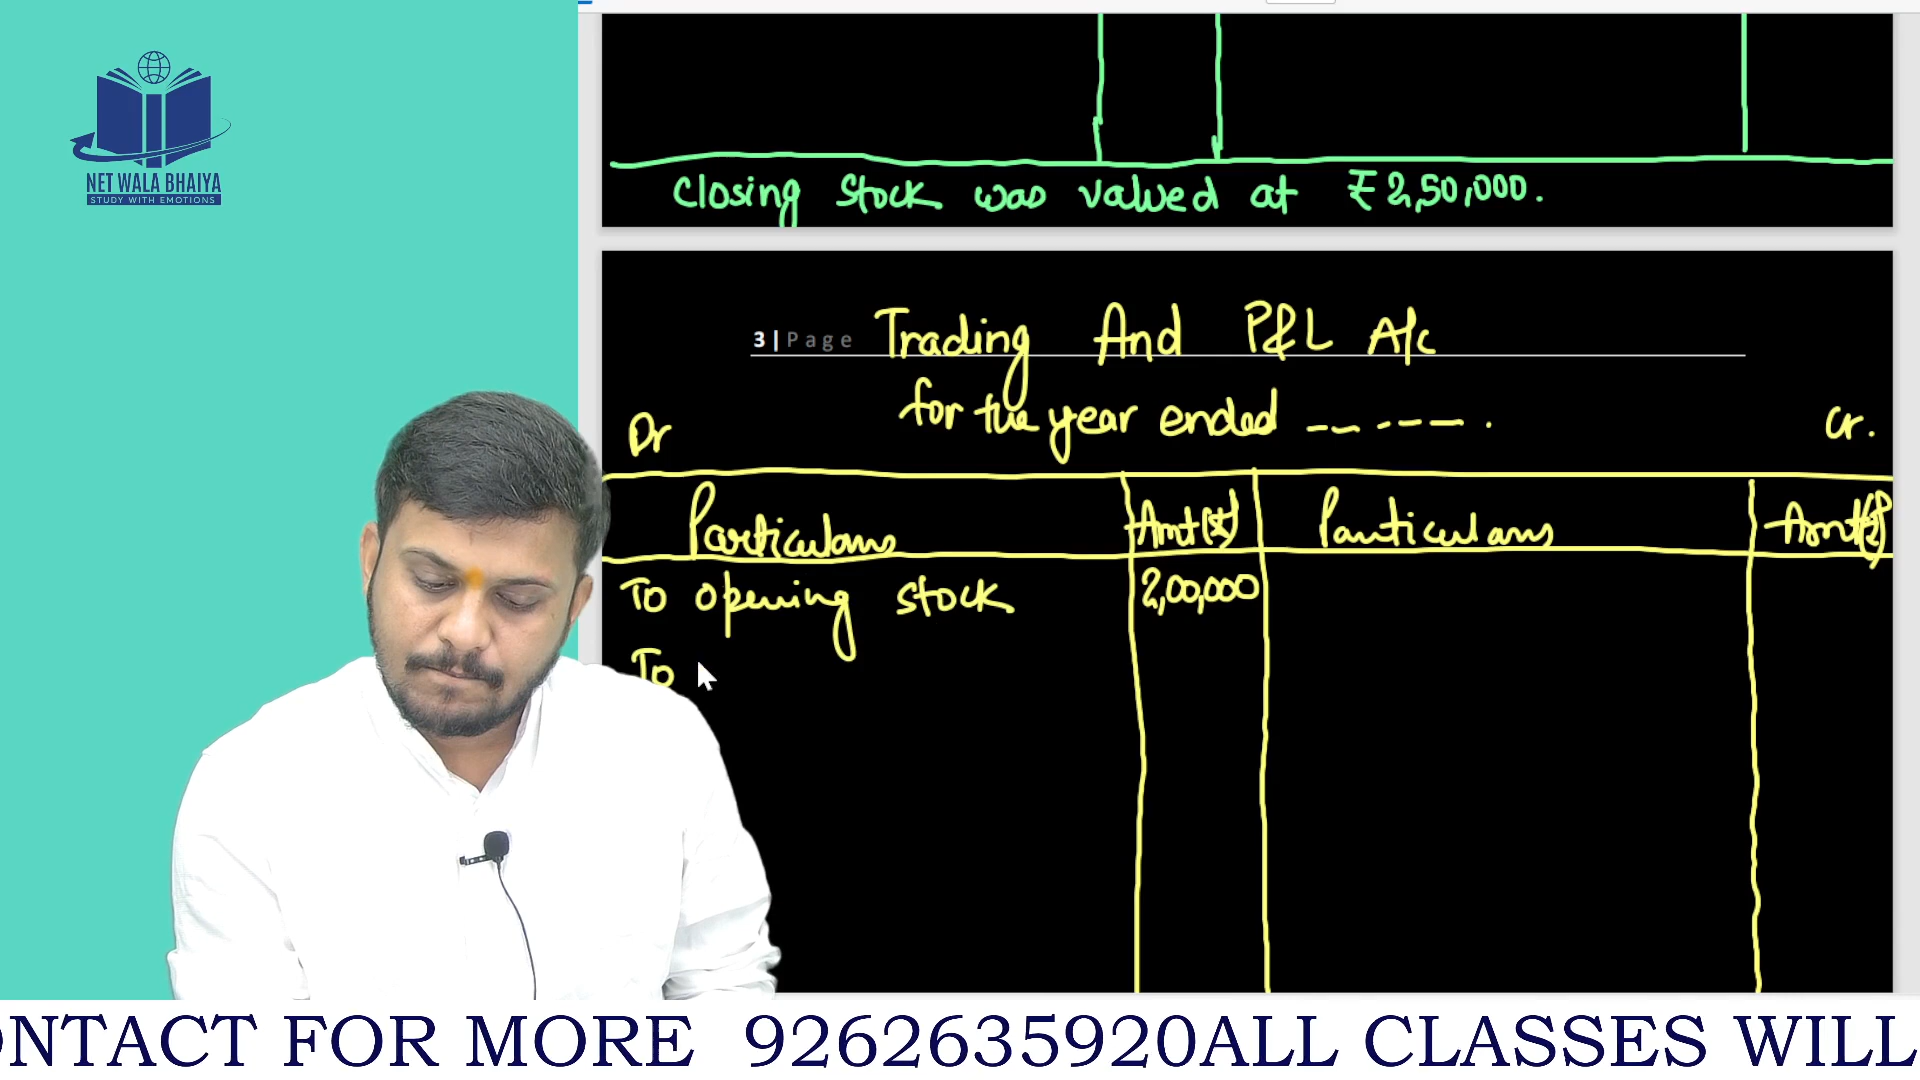 NET WALA BHAIYA
STUDY WITH EMOTIONS
Closing Stock was valued at ₹ 2,50,000.
3 | Page
Trading And P&L A/c
for the year ended ------.
Dr
Cr.
Particulars Amt(₹) Particulars Amt(₹)
To opening stock 2,00,000
To
ONTACT FOR MORE 9262635920ALL CLASSES WILL